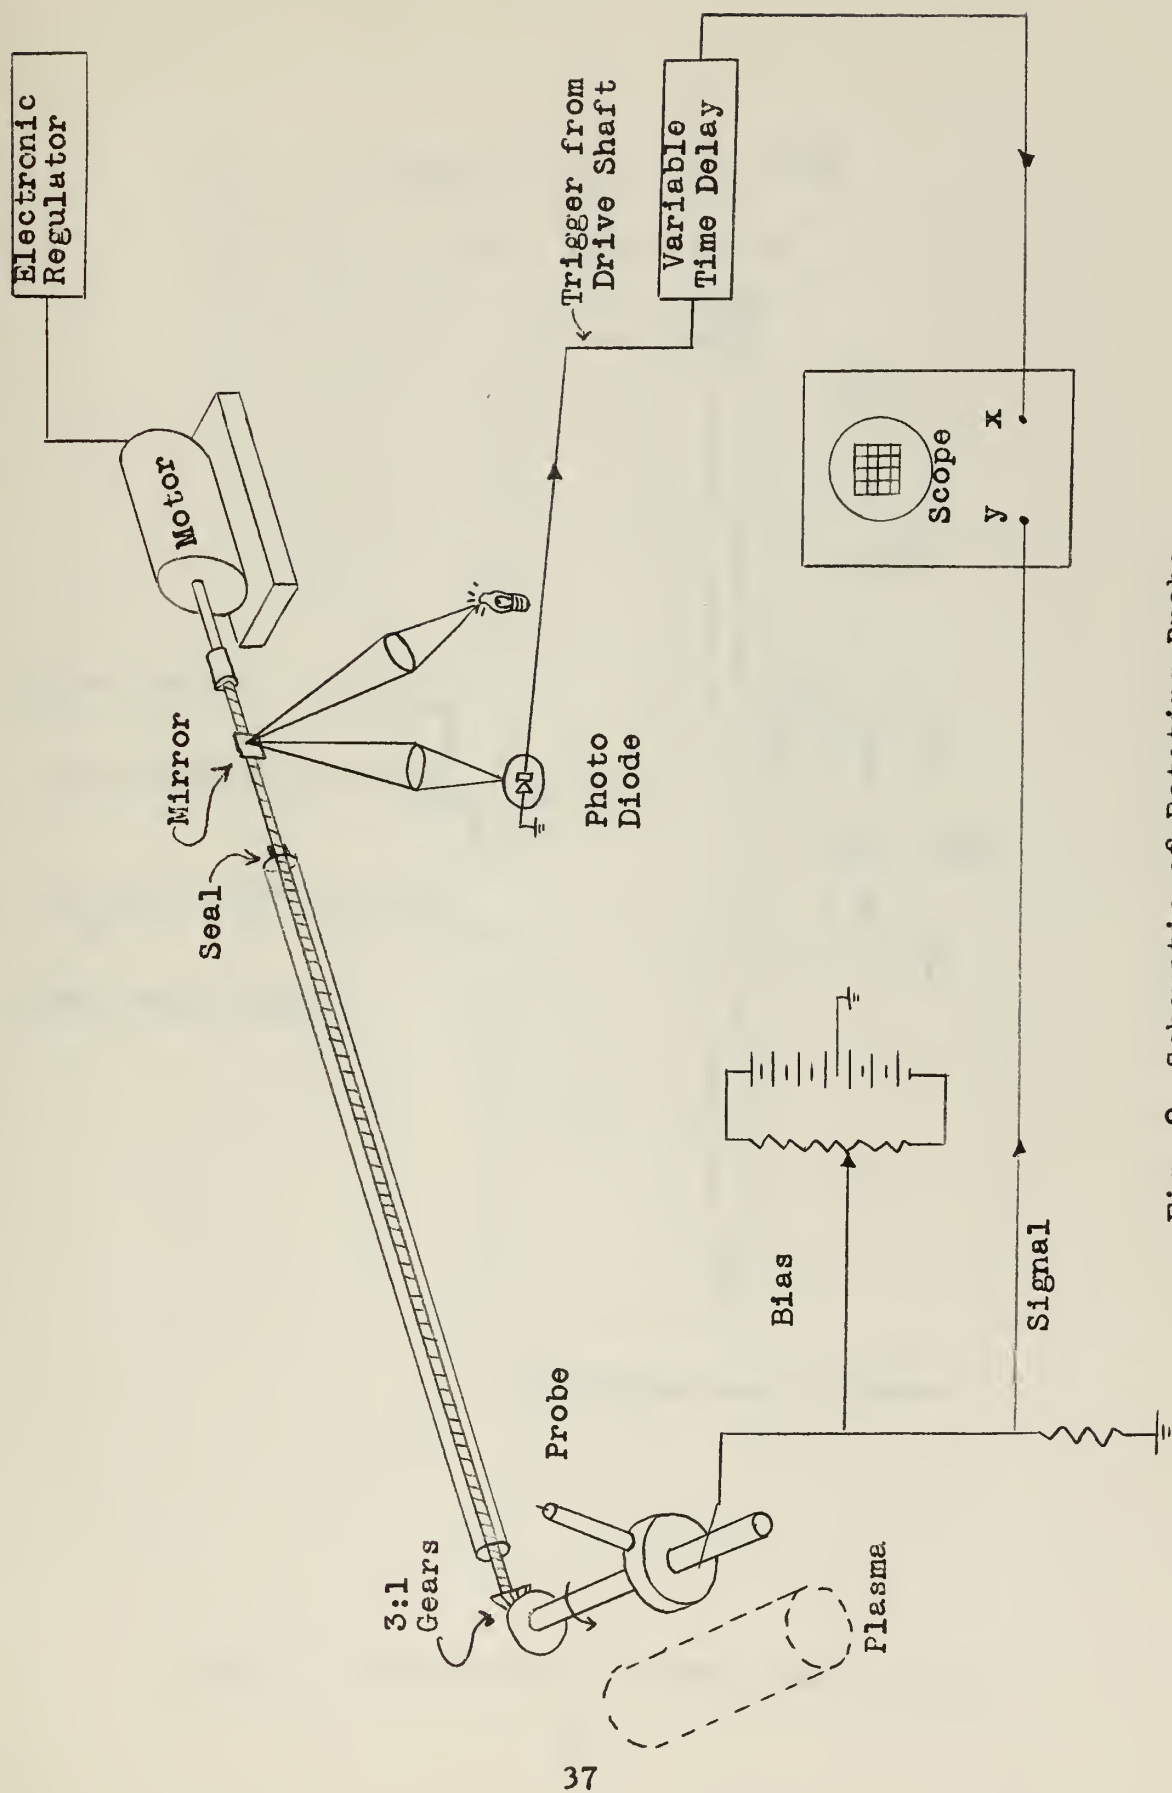 Electronic
Regulator
Motor
Mirror
Seal
Trigger from
Drive Shaft
Variable
Time Delay
Photo
Diode
Scope
y x
3:1
Gears
Probe
Bias
Signal
Plasma
37